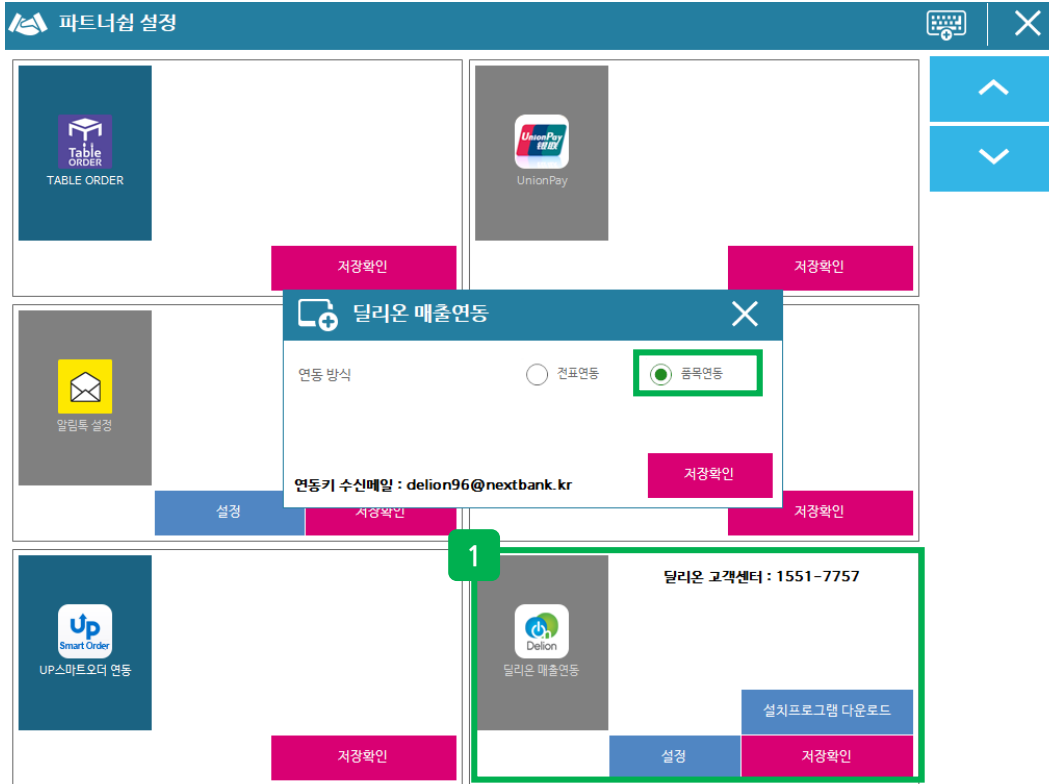 파트너쉽 설정
Table
ORDER
TABLE ORDER
저장확인
UnionPay
银联
UnionPay
저장확인
딜리온 매출연동
연동 방식
전표연동
품목연동
연동키 수신메일 : delion96@nextbank.kr
저장확인
알림톡 설정
설정
저장확인
저장확인
1
Up
Smart Order
UP스마트오더 연동
저장확인
딜리온 고객센터 : 1551-7757
On
Delion
딜리온 매출연동
설치프로그램 다운로드
설정
저장확인